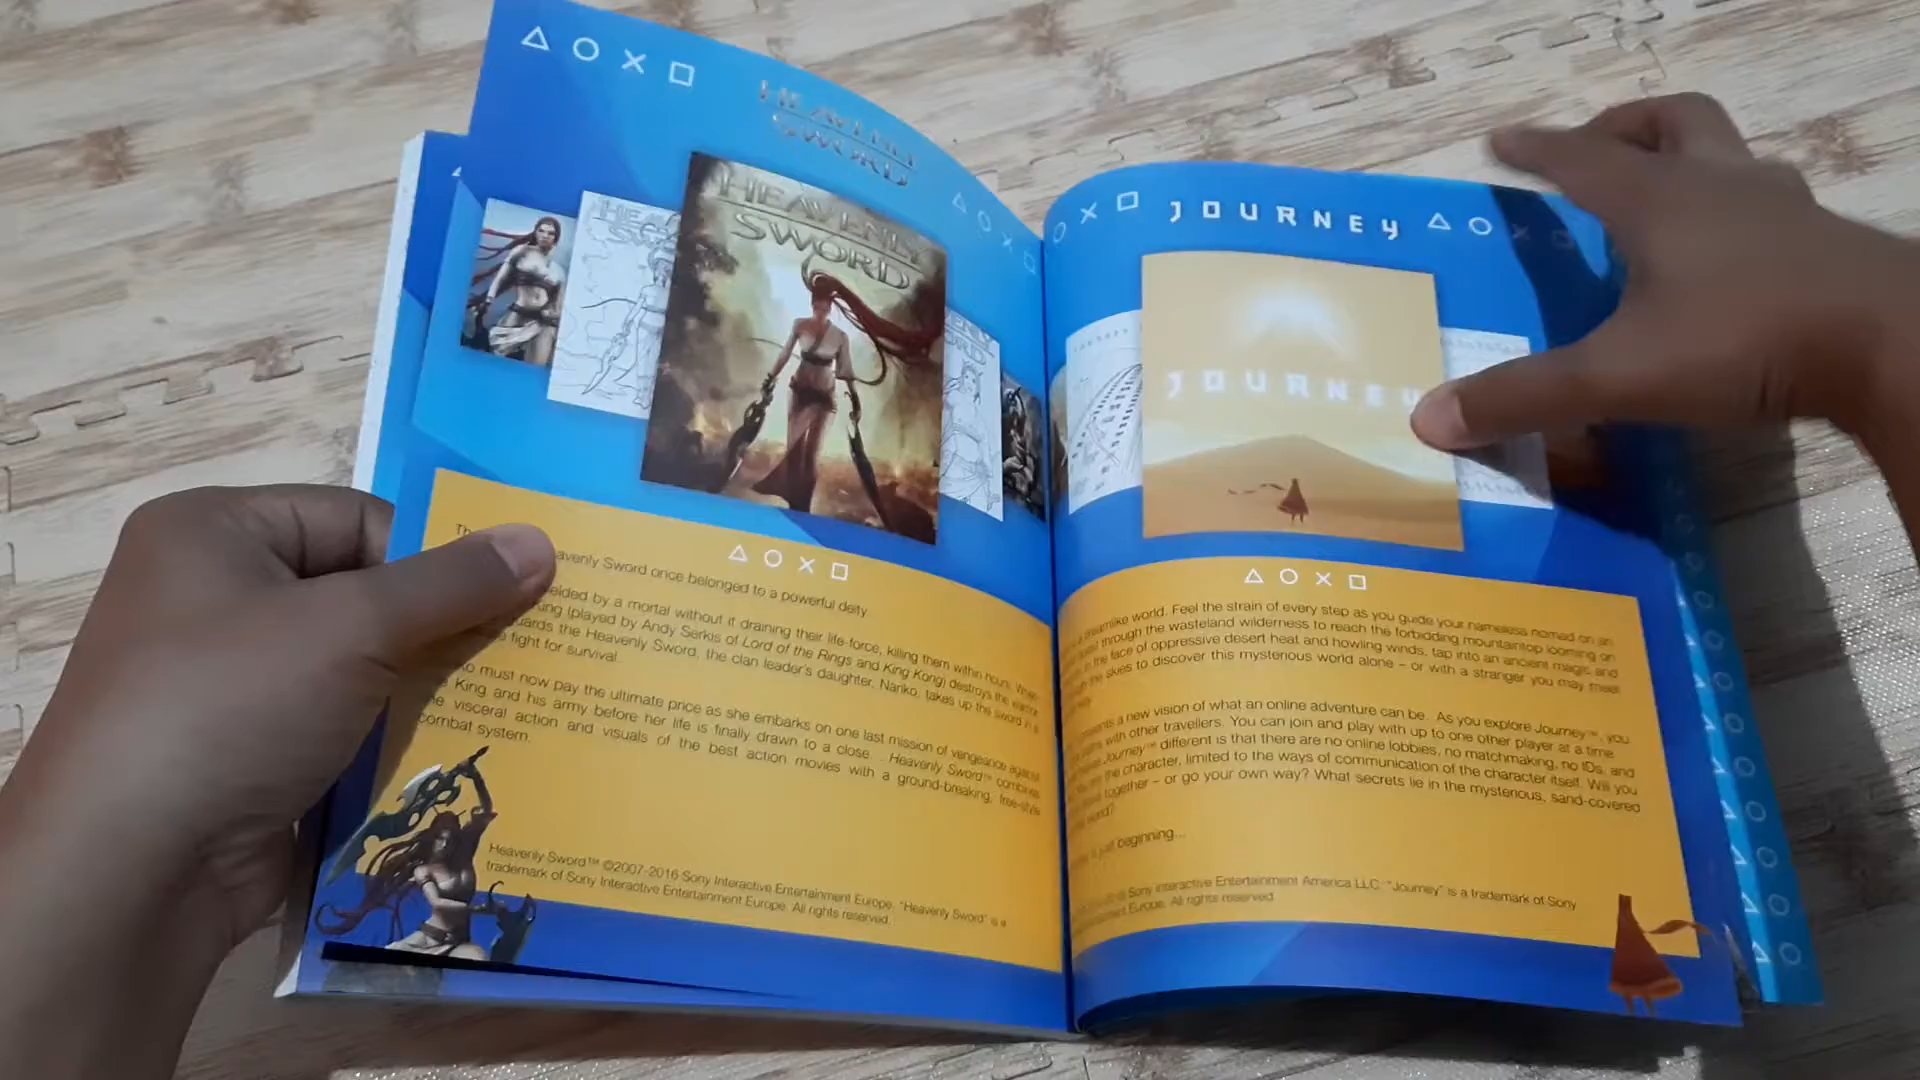 HEAVENLY
SWORD
HEAVENLY
SWORD
avenly Sword once belonged to a powerful deity
elded by a mortal without it draining their life-force, killing them within hours. When
ung (played by Andy Serkis of Lord of the Rings and King Kong) destroys the warrior
uards the Heavenly Sword, the clan leader's daughter, Nariko, takes up the sword in a
fight for survival.
ko must now pay the ultimate price as she embarks on one last mission of vengeance against
King and his army before her life is finally drawn to a close. Heavenly Sword™ combines
visceral action and visuals of the best action movies with a ground-breaking, free-style
combat system.
Heavenly Sword™ ©2007-2016 Sony Interactive Entertainment Europe. "Heavenly Sword" is a
trademark of Sony Interactive Entertainment Europe. All rights reserved.
JOURNEY
JOURNEY
a dreamlike world. Feel the strain of every step as you guide your nameless nomad on an
through the wasteland wilderness to reach the forbidding mountaintop looming on
in the face of oppressive desert heat and howling winds, tap into an ancient magic and
the skies to discover this mysterious world alone – or with a stranger you may meet
a new vision of what an online adventure can be. As you explore Journey™, you
with other travellers. You can join and play with up to one other player at a time.
Journey™ different is that there are no online lobbies, no matchmaking, no IDs, and
the character, limited to the ways of communication of the character itself. Will you
together – or go your own way? What secrets lie in the mysterious, sand-covered
world?
is just beginning...
Sony Interactive Entertainment America LLC. "Journey" is a trademark of Sony
Europe. All rights reserved.